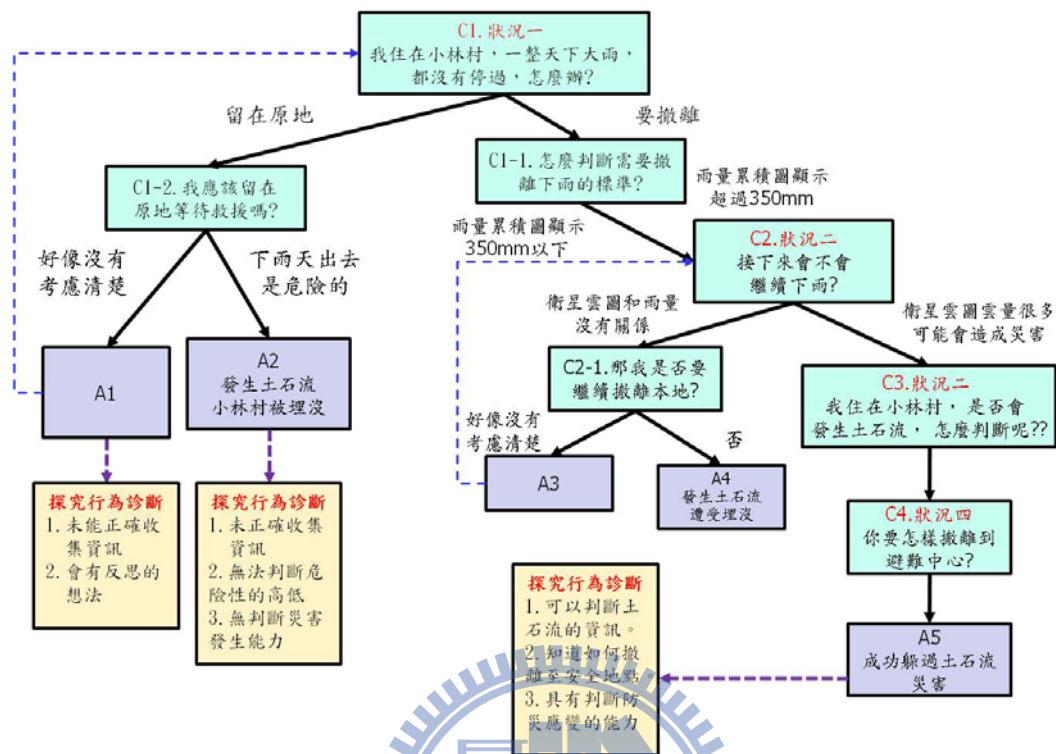 C1.狀況一
我住在小林村，一整天下大雨，
都沒有停過，怎麼辦?
留在原地
要撤離
C1-2.我應該留在
原地等待救援嗎?
C1-1.怎麼判斷需要撤
離下雨的標準?
雨量累積圖顯示
超過350mm
雨量累積圖顯示
350mm以下
好像沒有
考慮清楚
下雨天出去
是危險的
C2.狀況二
接下來會不會
繼續下雨?
衛星雲圖和雨量
沒有關係
衛星雲圖雲量很多
可能會造成災害
A1
A2
發生土石流
小林村被埋沒
C2-1.那我是否要
繼續撤離本地?
C3.狀況二
我住在小林村，是否會
發生土石流，怎麼判斷呢??
好像沒有
考慮清楚
否
A3
A4
發生土石流
遭受埋沒
探究行為診斷
1. 未能正確收
集資訊
2. 會有反思的
想法
探究行為診斷
1. 未正確收集
資訊
2. 無法判斷危
險性的高低
3. 無判斷災害
發生能力
C4.狀況四
你要怎樣撤離到
避難中心?
探究行為診斷
1. 可以判斷土
石流的資訊。
2. 知道如何撤
離至安全地點
3. 具有判斷防
災應變的能力
A5
成功躲過土石流
災害